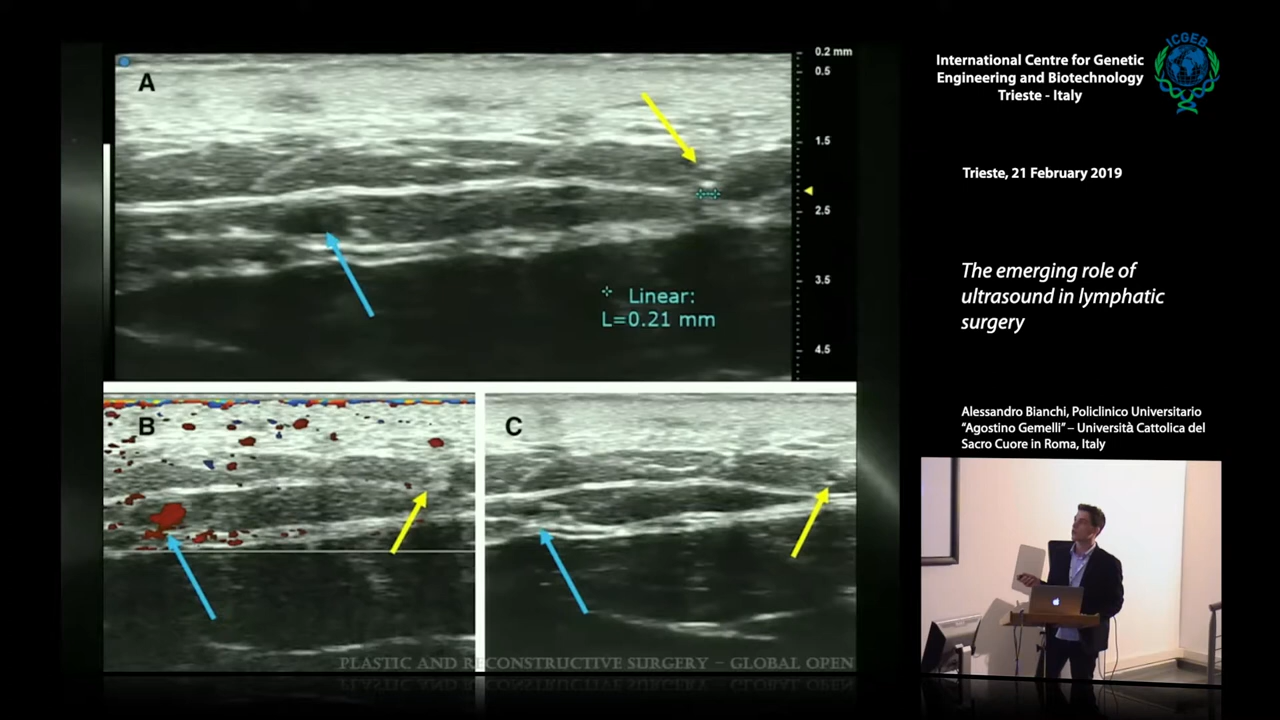 A
0.2 mm
0.5
1.5
2.5
3.5
4.5
Linear:
L=0.21 mm
B
C
PLASTIC AND RECONSTRUCTIVE SURGERY – GLOBAL OPEN
International Centre for Genetic
Engineering and Biotechnology
Trieste - Italy
ICGEB
Trieste, 21 February 2019
The emerging role of
ultrasound in lymphatic
surgery
Alessandro Bianchi, Policlinico Universitario
“Agostino Gemelli” – Università Cattolica del
Sacro Cuore in Roma, Italy